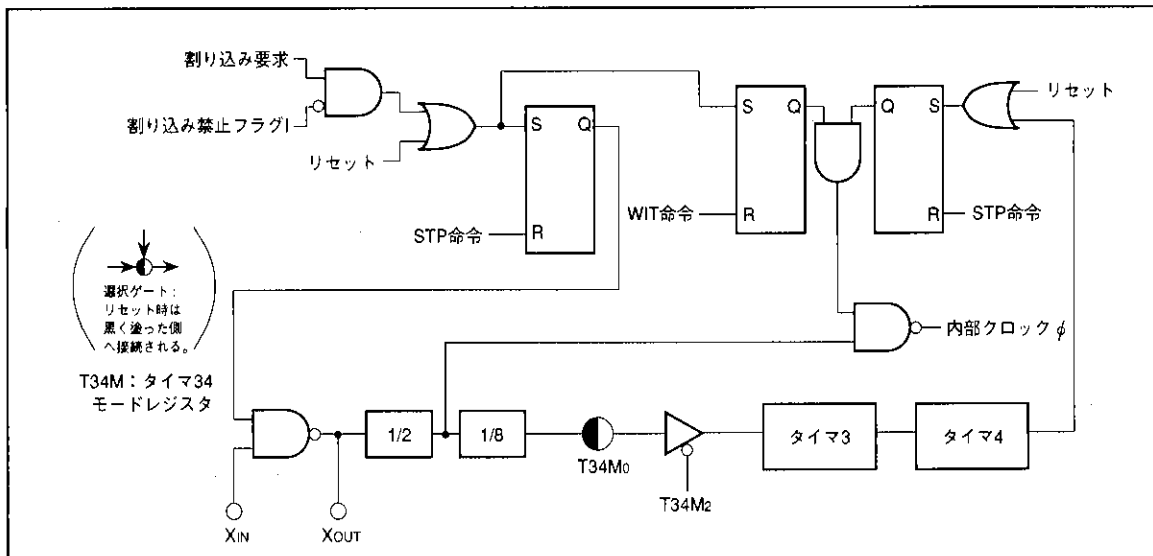 割り込み要求
割り込み禁止フラグI
リセット
S Q
R
STP命令
S Q
R
WIT命令
Q S
R
リセット
STP命令
選択ゲート：
リセット時は
黒く塗った側
へ接続される。
T34M：タイマ34
モードレジスタ
内部クロックφ
1/2
1/8
T34M0
T34M2
タイマ3
タイマ4
XIN
XOUT